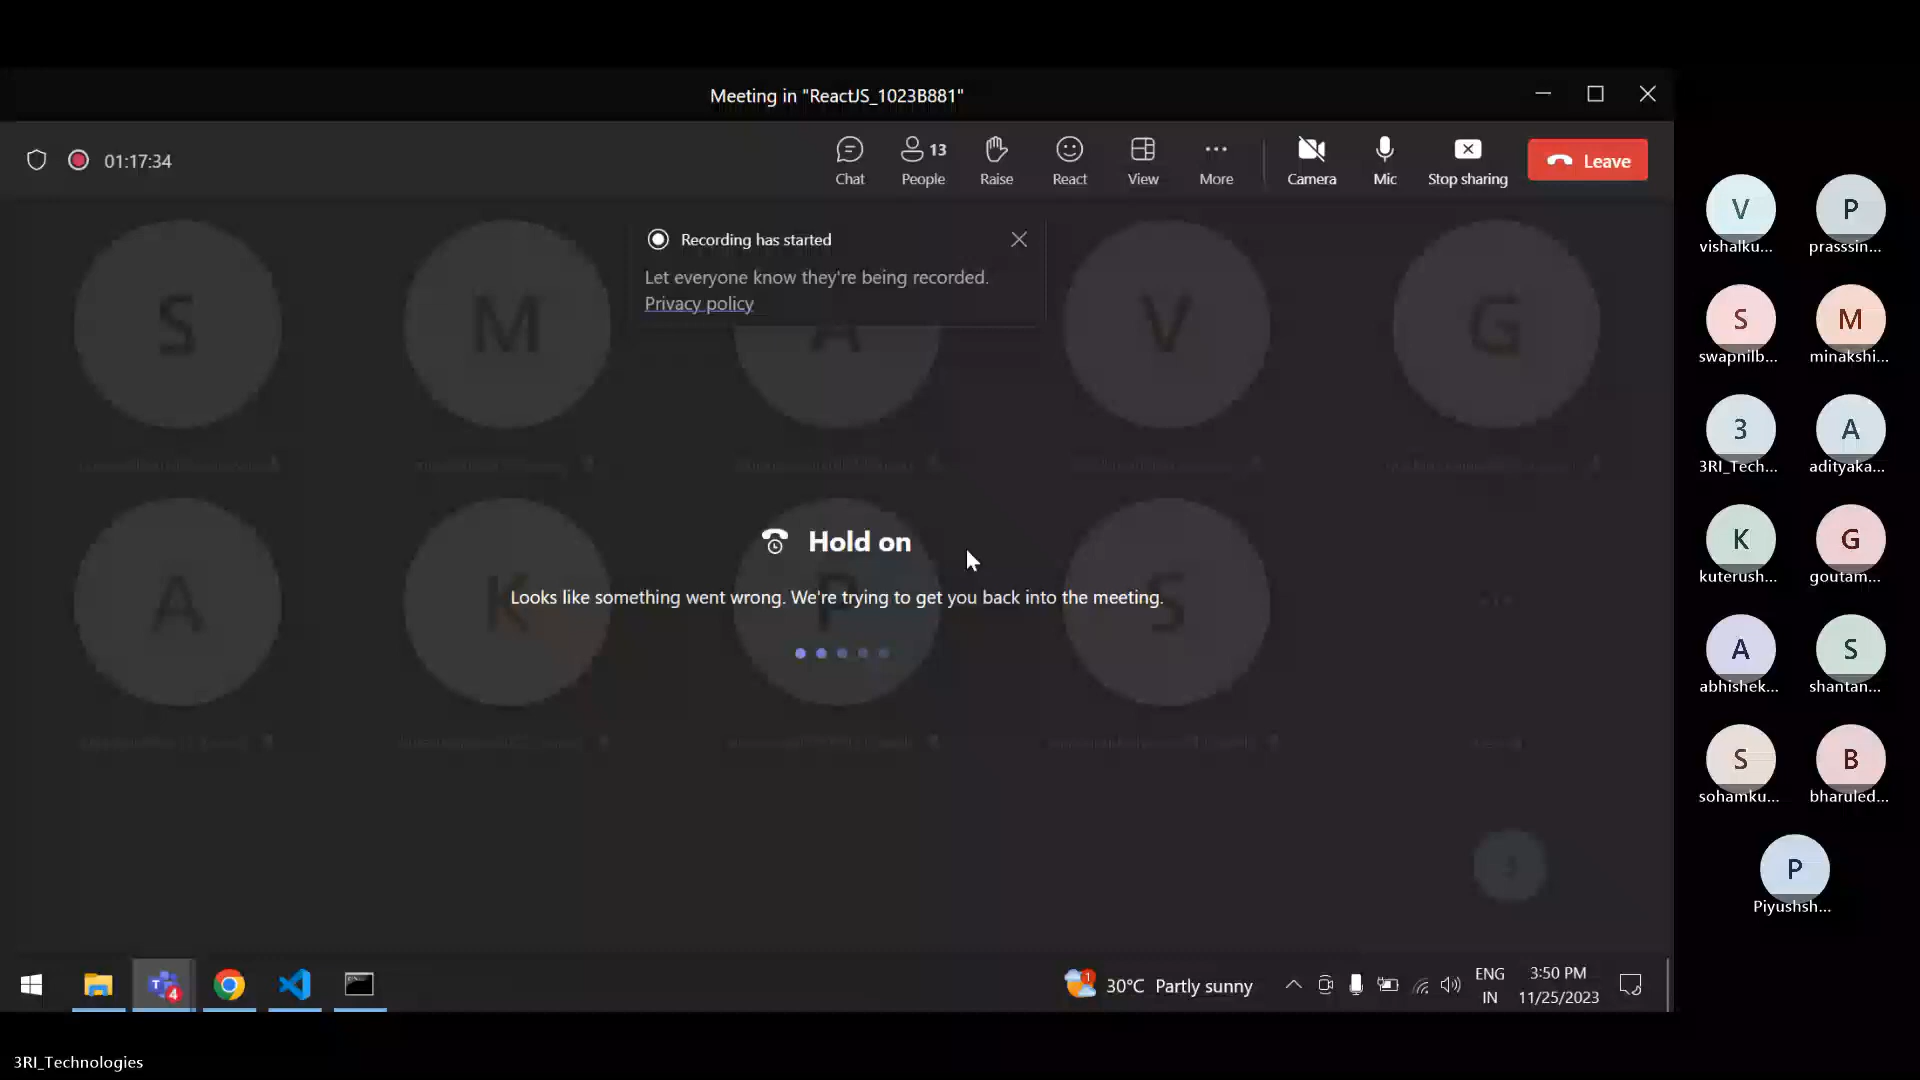 Meeting in "ReactJS_1023B881"
01:17:34
Chat
People 13
Raise
React
View
More
Camera
Mic
Stop sharing
Leave
Recording has started
Let everyone know they're being recorded.
Privacy policy
S
M
A
V
G
A
K
P
S
Hold on
Looks like something went wrong. We're trying to get you back into the meeting.
V
P
vishalku...
prasssin...
S
M
swapnilb...
minakshi...
3
A
3RI_Tech...
adityaka...
K
G
kuterush...
goutam...
A
S
abhishek...
shantan...
S
B
sohamku...
bharuled...
P
Piyushsh...
4
1
30°C Partly sunny
ENG
IN
3:50 PM
11/25/2023
3RI_Technologies